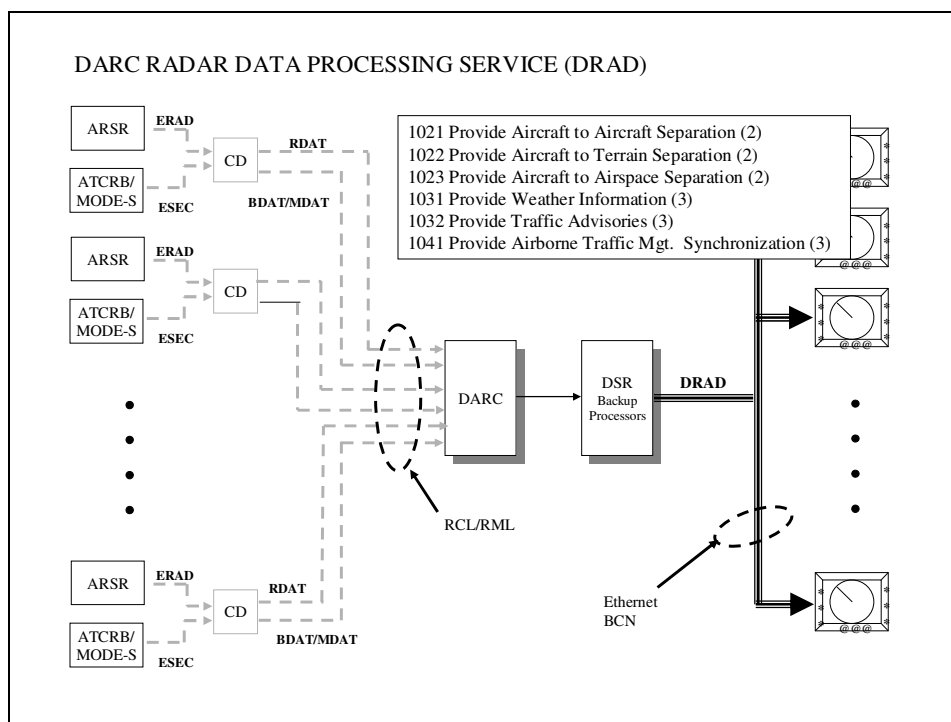 DARC RADAR DATA PROCESSING SERVICE (DRAD)
1021 Provide Aircraft to Aircraft Separation (2)
1022 Provide Aircraft to Terrain Separation (2)
1023 Provide Aircraft to Airspace Separation (2)
1031 Provide Weather Information (3)
1032 Provide Traffic Advisories (3)
1041 Provide Airborne Traffic Mgt. Synchronization (3)
ARSR
ERAD
CD
RDAT
ATCRB/
MODE-S
ESEC
BDAT/MDAT
ARSR
ERAD
CD
ATCRB/
MODE-S
ESEC
DARC
DSR
Backup
Processors
DRAD
RCL/RML
ARSR
ERAD
CD
RDAT
ATCRB/
MODE-S
ESEC
BDAT/MDAT
Ethernet
BCN
@@@
@@@
@@@